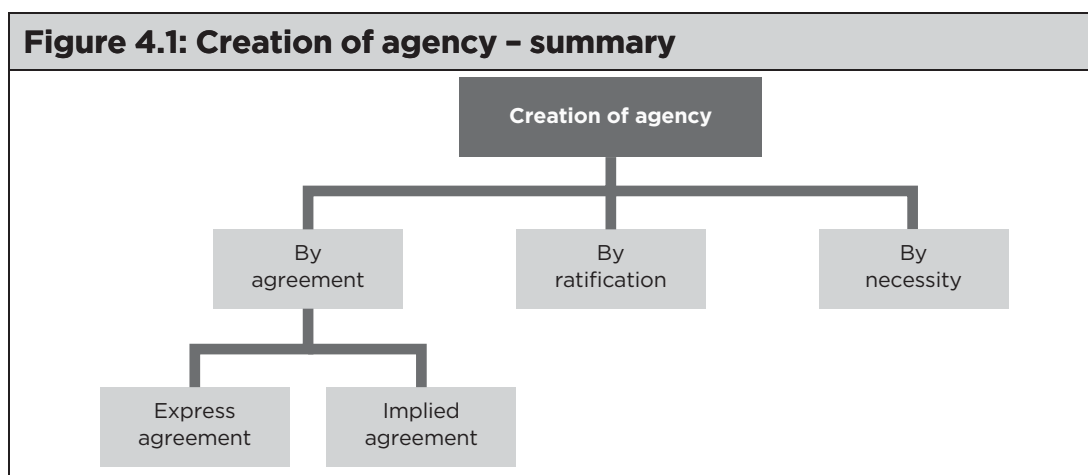 Figure 4.1: Creation of agency – summary
Creation of agency
By
agreement
By
ratification
By
necessity
Express
agreement
Implied
agreement